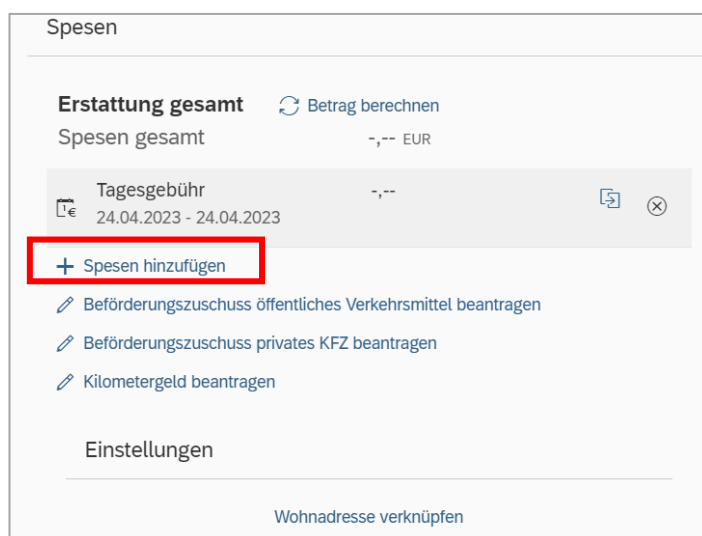 Spesen
Erstattung gesamt Betrag berechnen
Spesen gesamt -,-- EUR
Tagesgebühr -,--
24.04.2023 - 24.04.2023
+ Spesen hinzufügen
Beförderungszuschuss öffentliches Verkehrsmittel beantragen
Beförderungszuschuss privates KFZ beantragen
Kilometergeld beantragen
Einstellungen
Wohnadresse verknüpfen